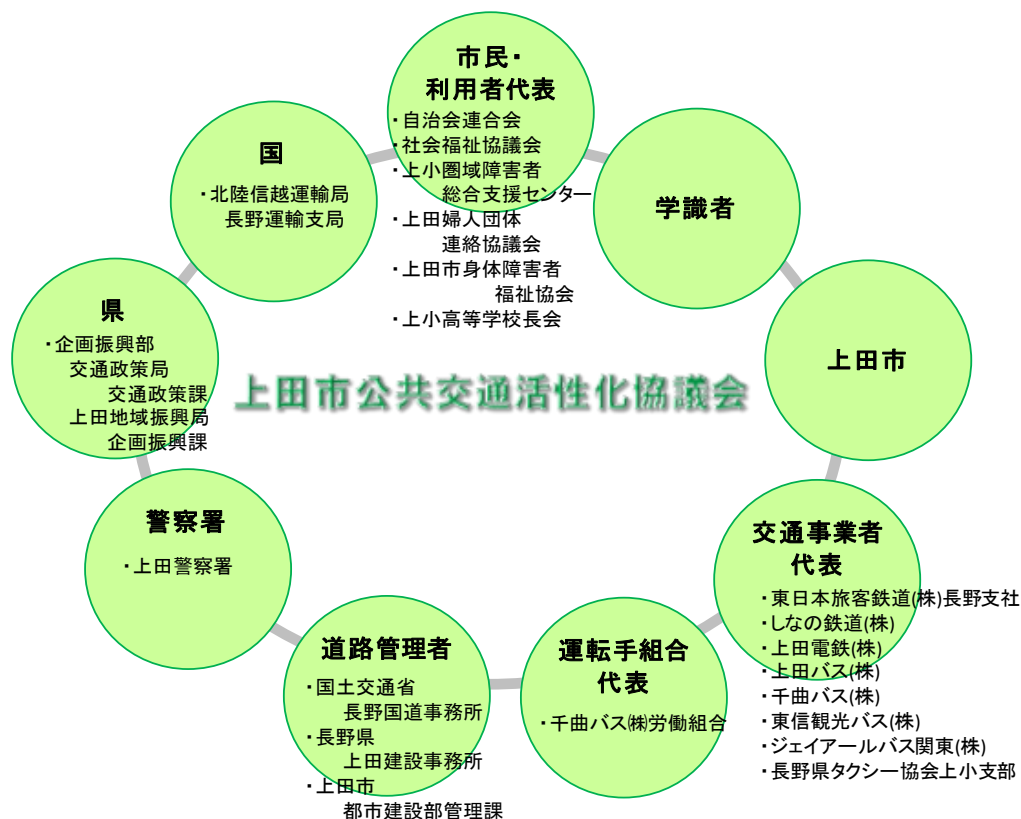 市民・
利用者代表
・自治会連合会
・社会福祉協議会
・上小圏域障害者
総合支援センター
・上田婦人団体
連絡協議会
・上田市身体障害者
福祉協会
・上小高等学校長会
学識者
上田市
交通事業者
代表
・東日本旅客鉄道(株)長野支社
・しなの鉄道(株)
・上田電鉄(株)
・上田バス(株)
・千曲バス(株)
・東信観光バス(株)
・ジェイアールバス関東(株)
・長野県タクシー協会上小支部
運転手組合
代表
・千曲バス㈱労働組合
道路管理者
・国土交通省
長野国道事務所
・長野県
上田建設事務所
・上田市
都市建設部管理課
警察署
・上田警察署
県
・企画振興部
交通政策局
交通政策課
上田地域振興局
企画振興課
国
・北陸信越運輸局
長野運輸支局
上田市公共交通活性化協議会